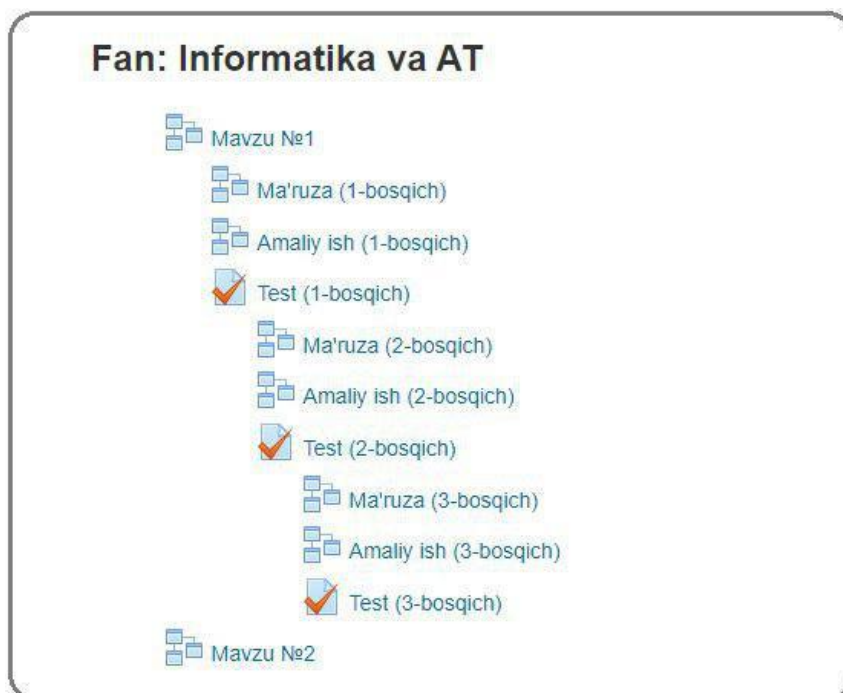 Fan: Informatika va AT
Mavzu №1
Ma'ruza (1-bosqich)
Amaliy ish (1-bosqich)
Test (1-bosqich)
Ma'ruza (2-bosqich)
Amaliy ish (2-bosqich)
Test (2-bosqich)
Ma'ruza (3-bosqich)
Amaliy ish (3-bosqich)
Test (3-bosqich)
Mavzu №2